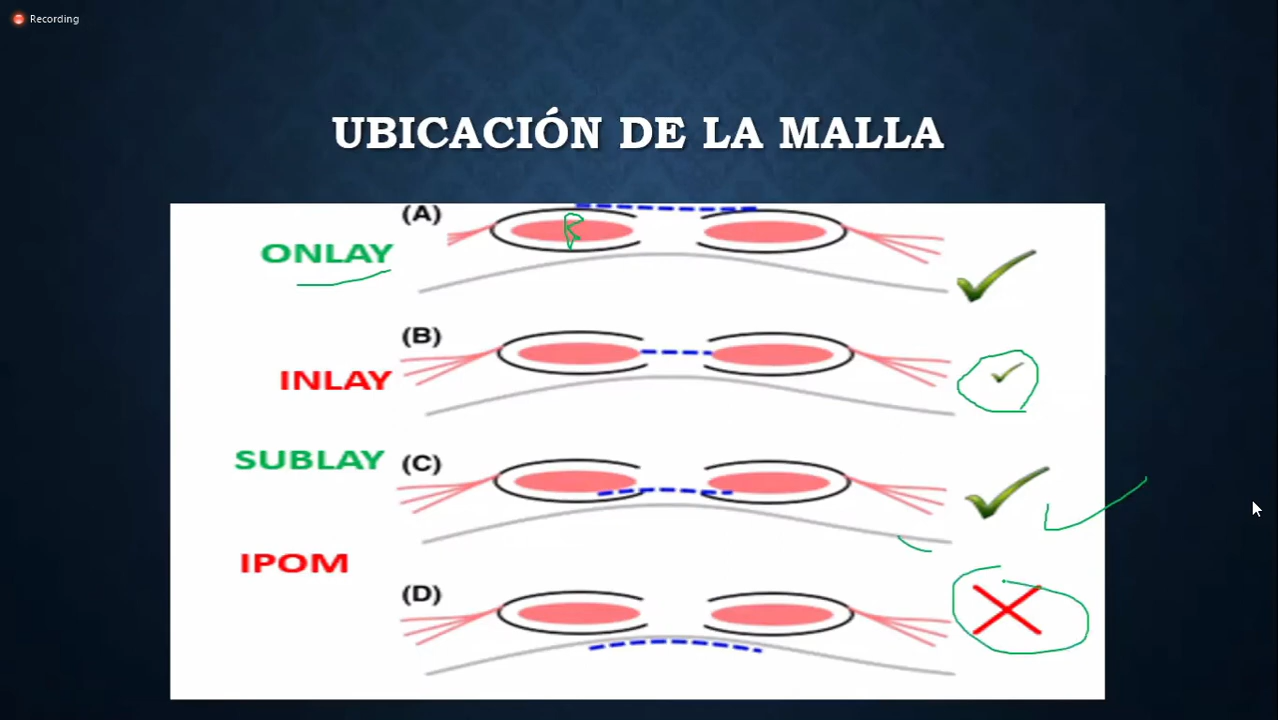 Recording
UBICACIÓN DE LA MALLA
(A)
ONLAY
(B)
INLAY
SUBLAY (C)
IPOM
(D)